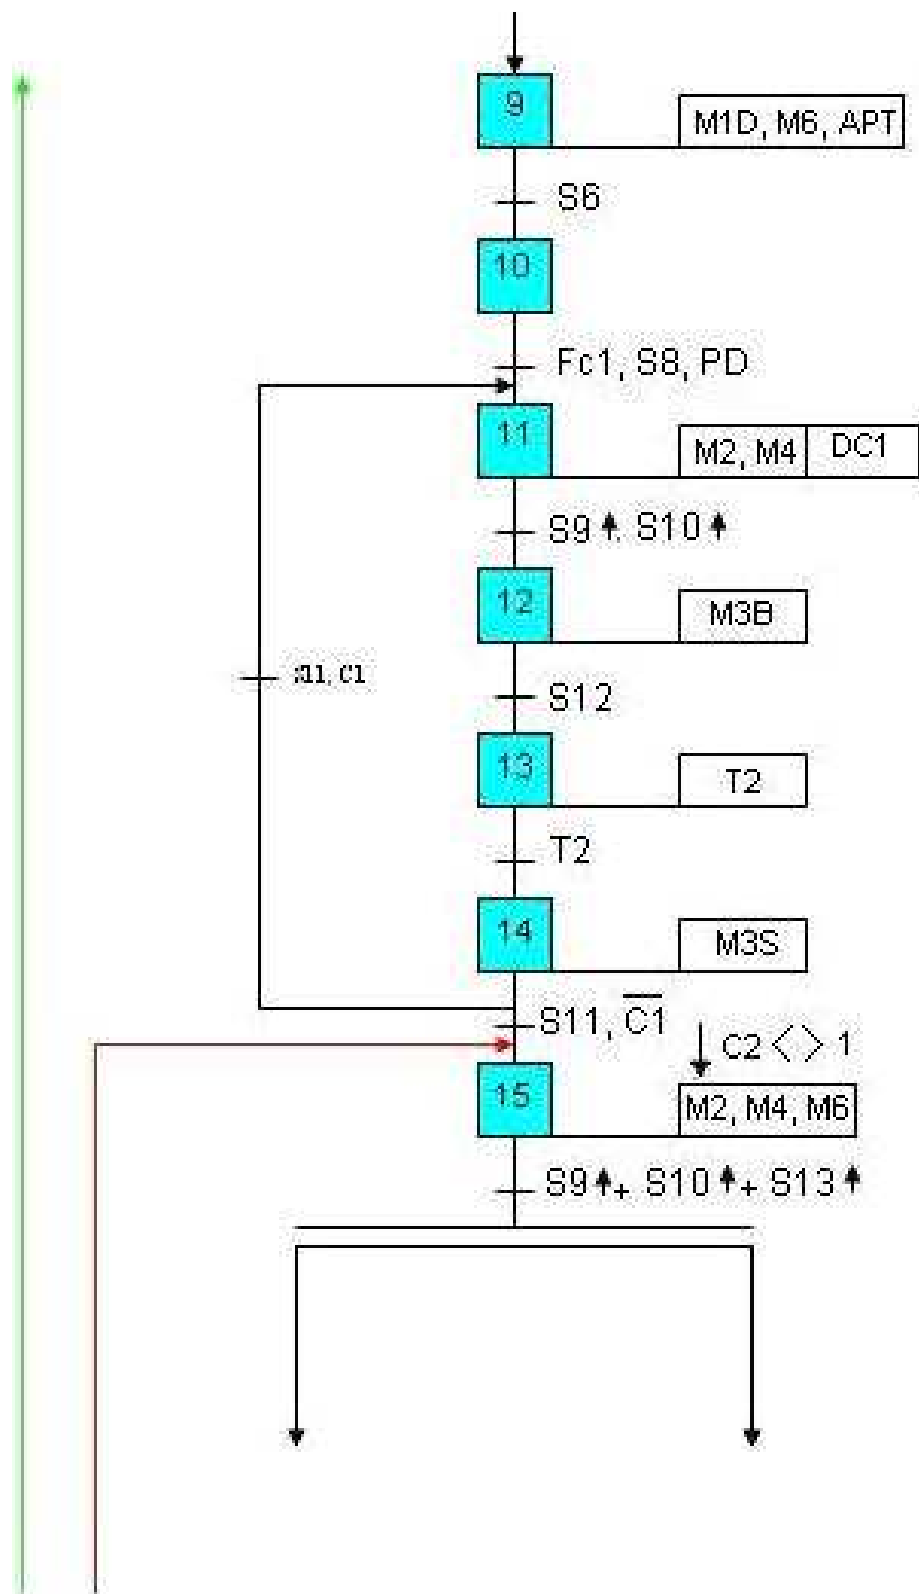 9
M1D, M6, APT
S6
10
Fc1, S8, PD
11
M2, M4
DC1
S9↑. S10↑
12
M3B
S11, C1
S12
13
T2
T2
14
M3S
S11, C̅1̅
C2 <> 1
15
M2, M4, M6
S9↑+ S10↑+ S13↑